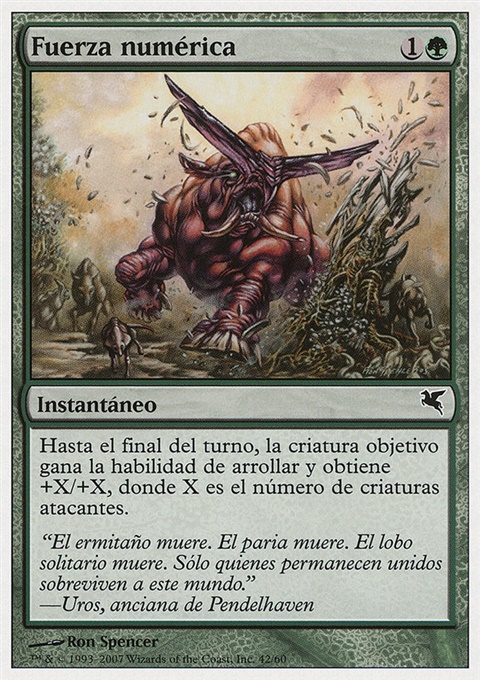 Fuerza numérica
1
Instantáneo
Hasta el final del turno, la criatura objetivo
gana la habilidad de arrollar y obtiene
+X/+X, donde X es el número de criaturas
atacantes.
“El ermitaño muere. El paria muere. El lobo
solitario muere. Sólo quienes permanecen unidos
sobreviven a este mundo.”
—Uros, anciana de Pendelhaven
Ron Spencer
™ & © 1993–2007 Wizards of the Coast, Inc. 42/60